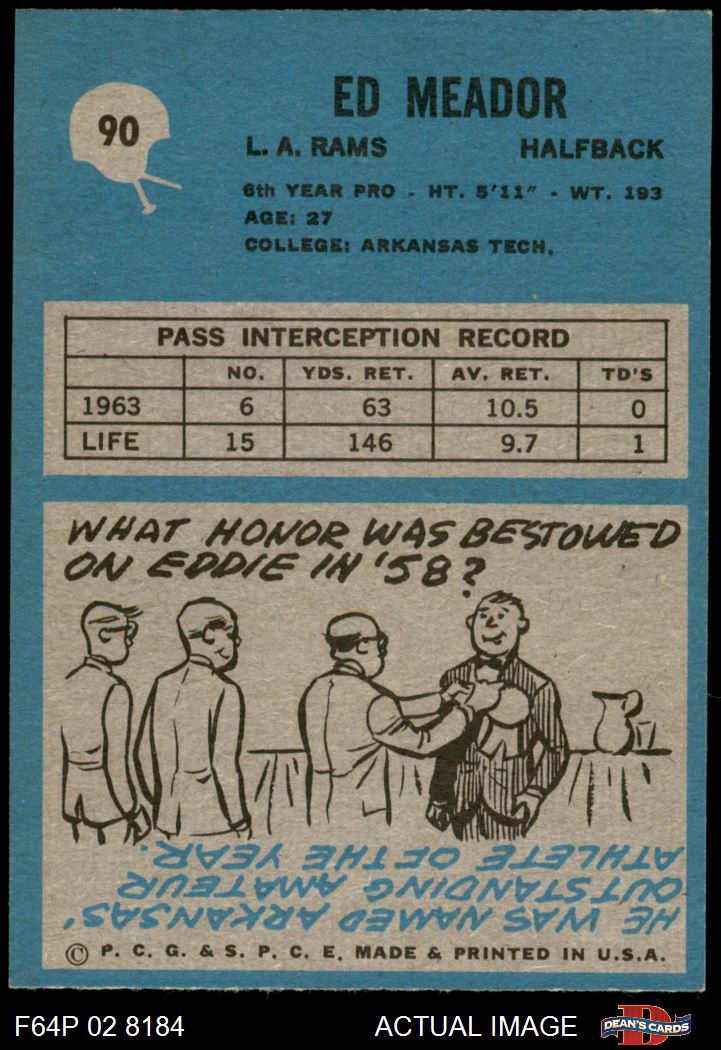 90
ED MEADOR
L. A. RAMS HALFBACK
6th YEAR PRO - HT. 5'11" - WT. 193
AGE: 27
COLLEGE: ARKANSAS TECH.
PASS INTERCEPTION RECORD
NO. YDS. RET. AV. RET. TD'S
1963 6 63 10.5 0
LIFE 15 146 9.7 1
WHAT HONOR WAS BESTOWED
ON EDDIE IN '58?
HE WAS NAMED ARKANSAS'
OUTSTANDING AMATEUR
ATHLETE OF THE YEAR.
© P. C. G. & S. P. C. E. MADE & PRINTED IN U.S.A.
F64P 02 8184 ACTUAL IMAGE DEAN'S CARDS